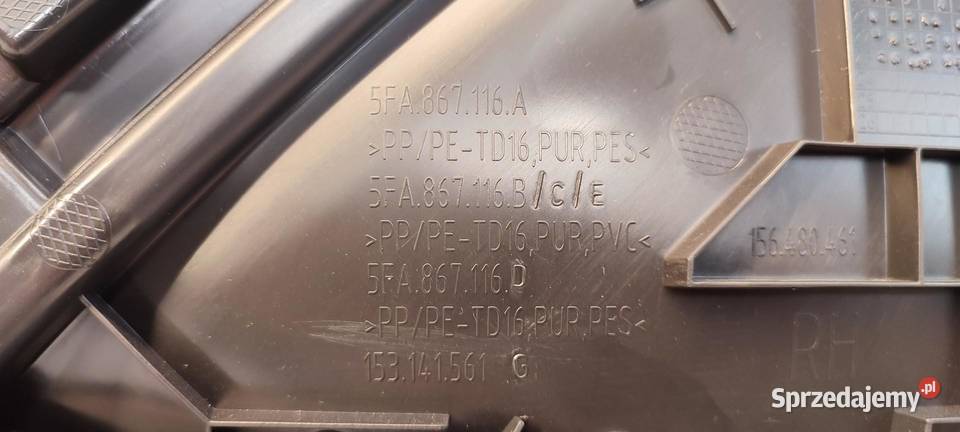 5FA.867.116.A
>PP/PE-TD16,PUR,PES<
5FA.867.116.B/C/E
>PP/PE-TD16,PUR,PVC<
5FA.867.116.D
>PP/PE-TD16,PUR,PES<
153.141.561 G
156.480.461
RH
Sprzedajemy.pl